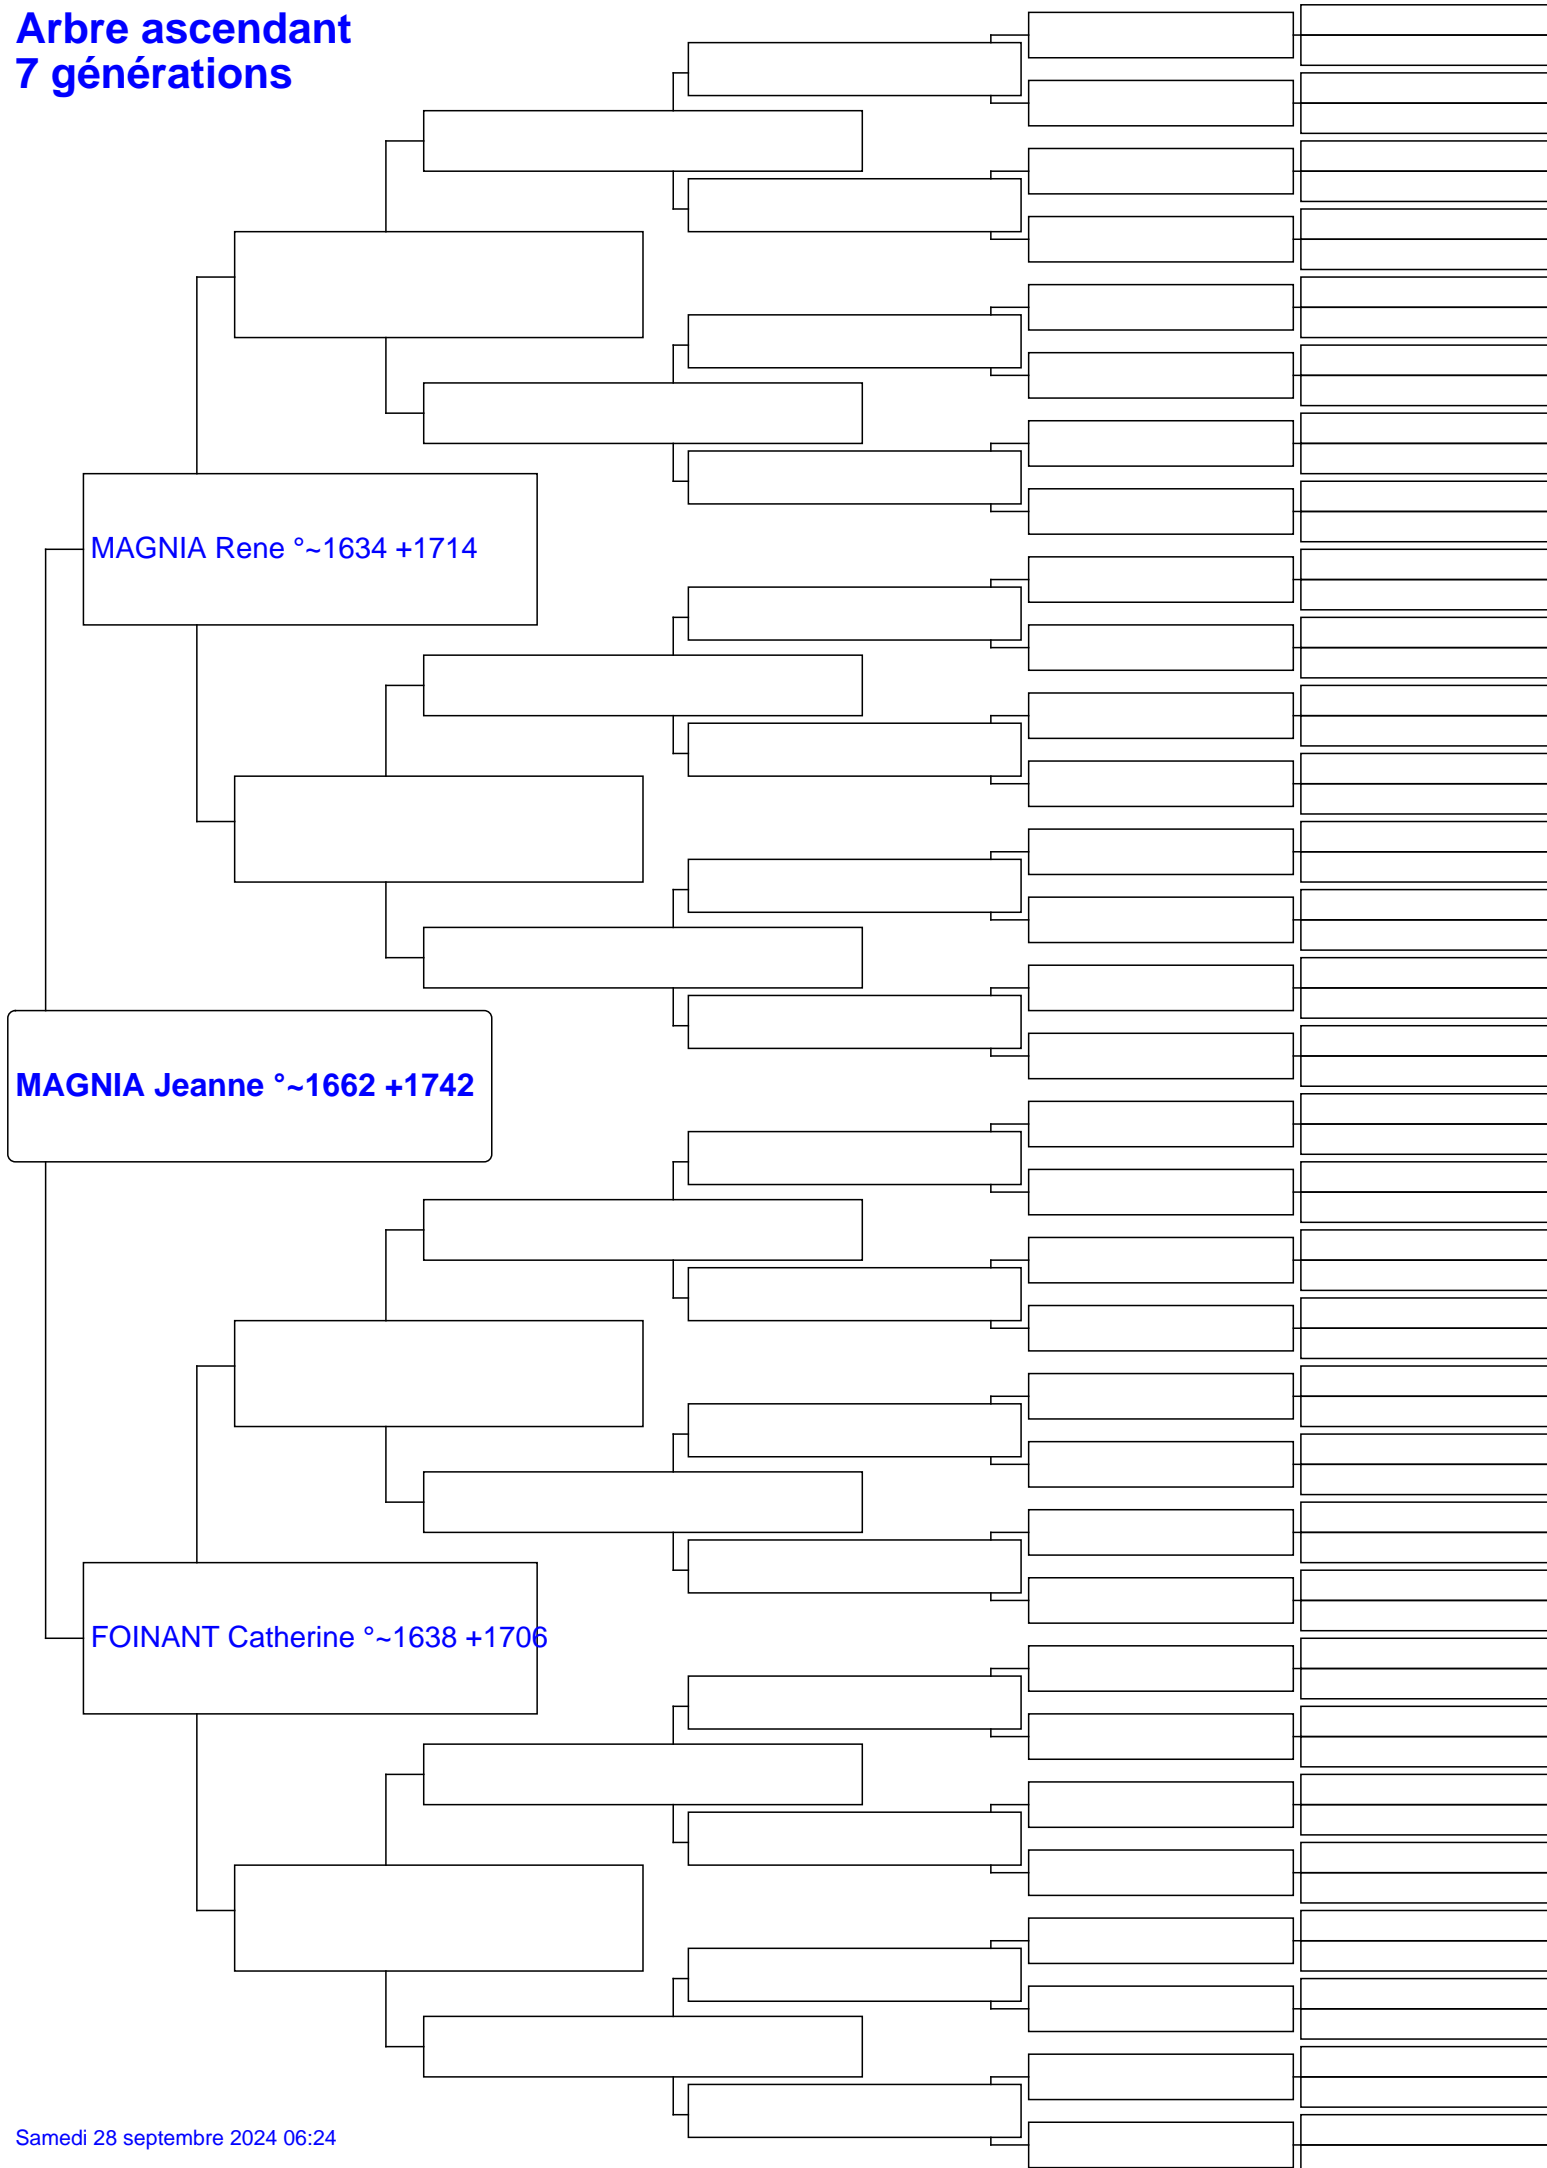 Arbre ascendant
7 générations
MAGNIA Rene °~1634 +1714
MAGNIA Jeanne °~1662 +1742
FOINANT Catherine °~1638 +1706
Samedi 28 septembre 2024 06:24